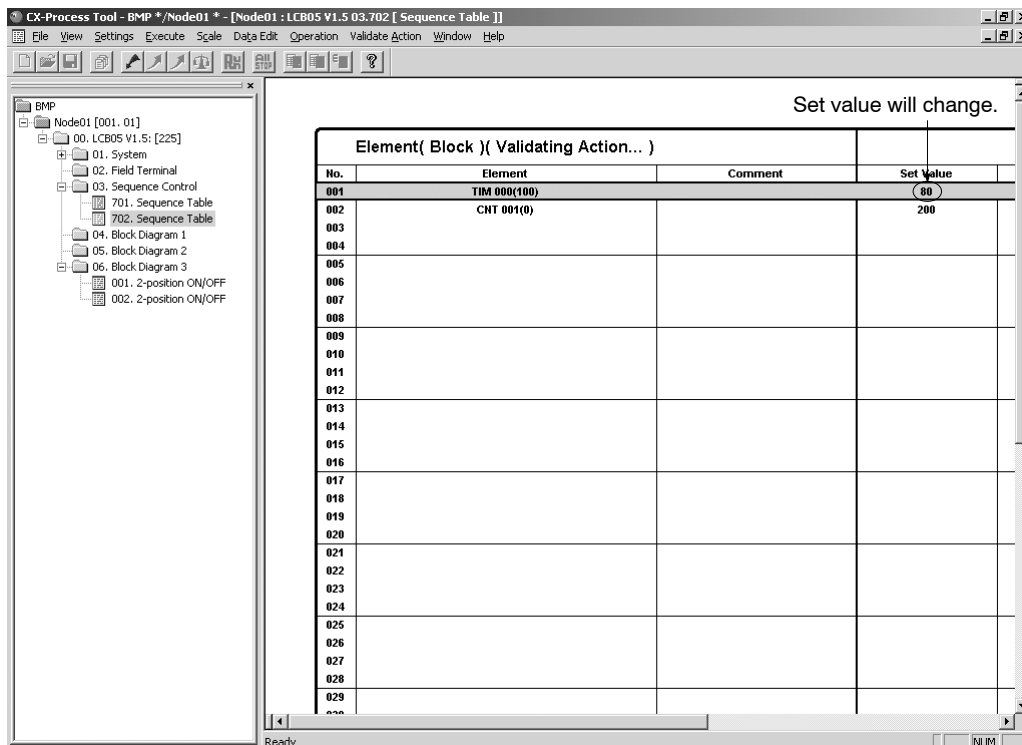 CX-Process Tool - BMP */Node01 * - [Node01 : LCB05 V1.5 03.702 [ Sequence Table ]]
File View Settings Execute Scale Data Edit Operation Validate Action Window Help
BMP
Node01 [001. 01]
00. LCB05 V1.5: [225]
01. System
02. Field Terminal
03. Sequence Control
701. Sequence Table
702. Sequence Table
04. Block Diagram 1
05. Block Diagram 2
06. Block Diagram 3
001. 2-position ON/OFF
002. 2-position ON/OFF
Set value will change.
Element( Block )( Validating Action... )
No. Element Comment Set Value
001 TIM 000(100) 80
002 CNT 001(0) 200
003
004
005
006
007
008
009
010
011
012
013
014
015
016
017
018
019
020
021
022
023
024
025
026
027
028
029
Ready NUM